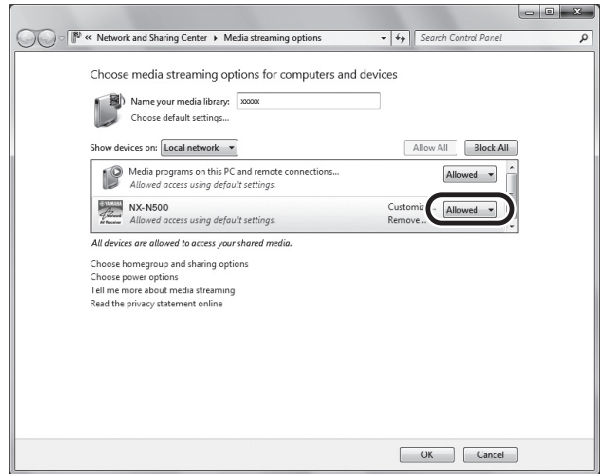 « Network and Sharing Center ▸ Media streaming options
Search Control Panel
Choose media streaming options for computers and devices
Name your media library: xxxxx
Choose default settings...
Show devices on: Local network
Allow All Block All
Media programs on this PC and remote connections...
Allowed access using default settings.
Allowed
YAMAHA
AV Receiver
NX-N500
Allowed access using default settings.
Customiz
Remove...
Allowed
All devices are allowed to access your shared media.
Choose homegroup and sharing options
Choose power options
Tell me more about media streaming
Read the privacy statement online
OK Cancel